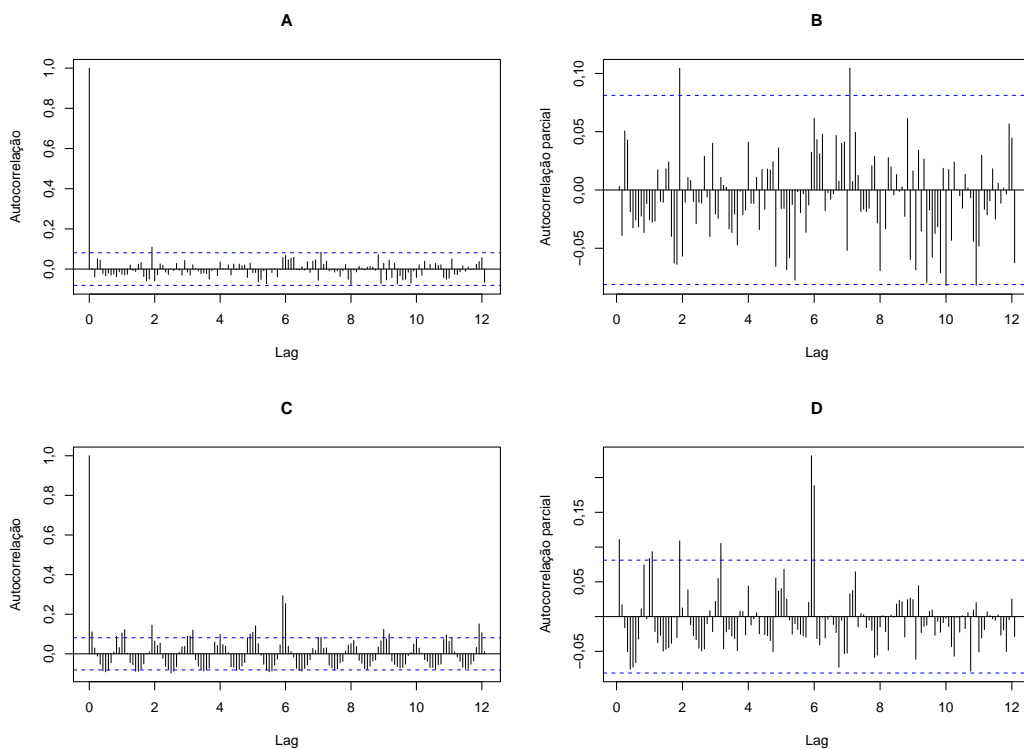 A
Autocorrelação
1,0
0,8
0,6
0,4
0,2
0,0
0 2 4 6 8 10 12
Lag
B
Autocorrelação parcial
0,10
0,05
0,00
−0,05
0 2 4 6 8 10 12
Lag
C
Autocorrelação
1,0
0,8
0,6
0,4
0,2
0,0
0 2 4 6 8 10 12
Lag
D
Autocorrelação parcial
0,15
0,05
−0,05
0 2 4 6 8 10 12
Lag